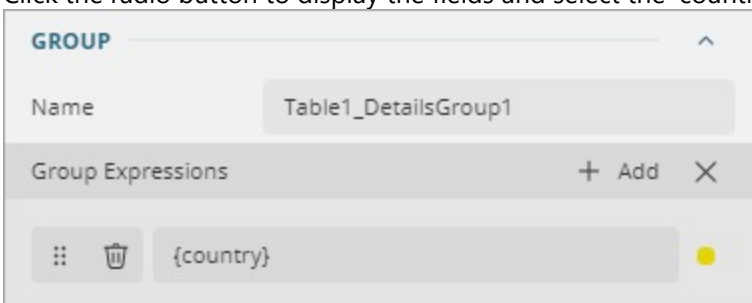 Click the radio button to display the fields and select the 'count
GROUP
Name Table1_DetailsGroup1
Group Expressions + Add
{country}